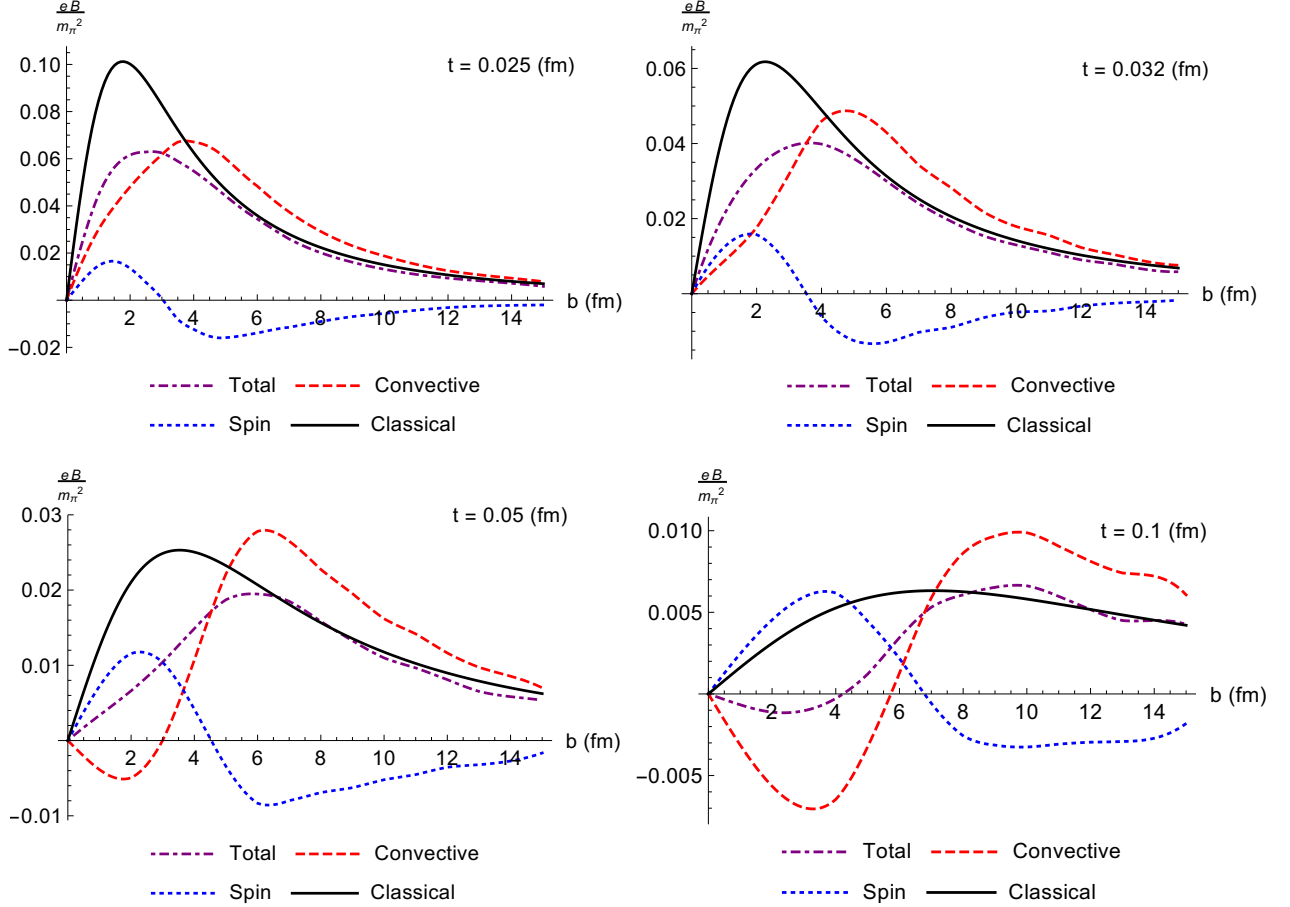 eB
mπ²
t = 0.025 (fm)
0.10
0.08
0.06
0.04
0.02
−0.02
2 4 6 8 10 12 14
b (fm)
Total Convective
Spin Classical
eB
mπ²
t = 0.032 (fm)
0.06
0.04
0.02
2 4 6 8 10 12 14
b (fm)
Total Convective
Spin Classical
eB
mπ²
t = 0.05 (fm)
0.03
0.02
0.01
−0.01
2 4 6 8 10 12 14
b (fm)
Total Convective
Spin Classical
eB
mπ²
t = 0.1 (fm)
0.010
0.005
−0.005
2 4 6 8 10 12 14
b (fm)
Total Convective
Spin Classical